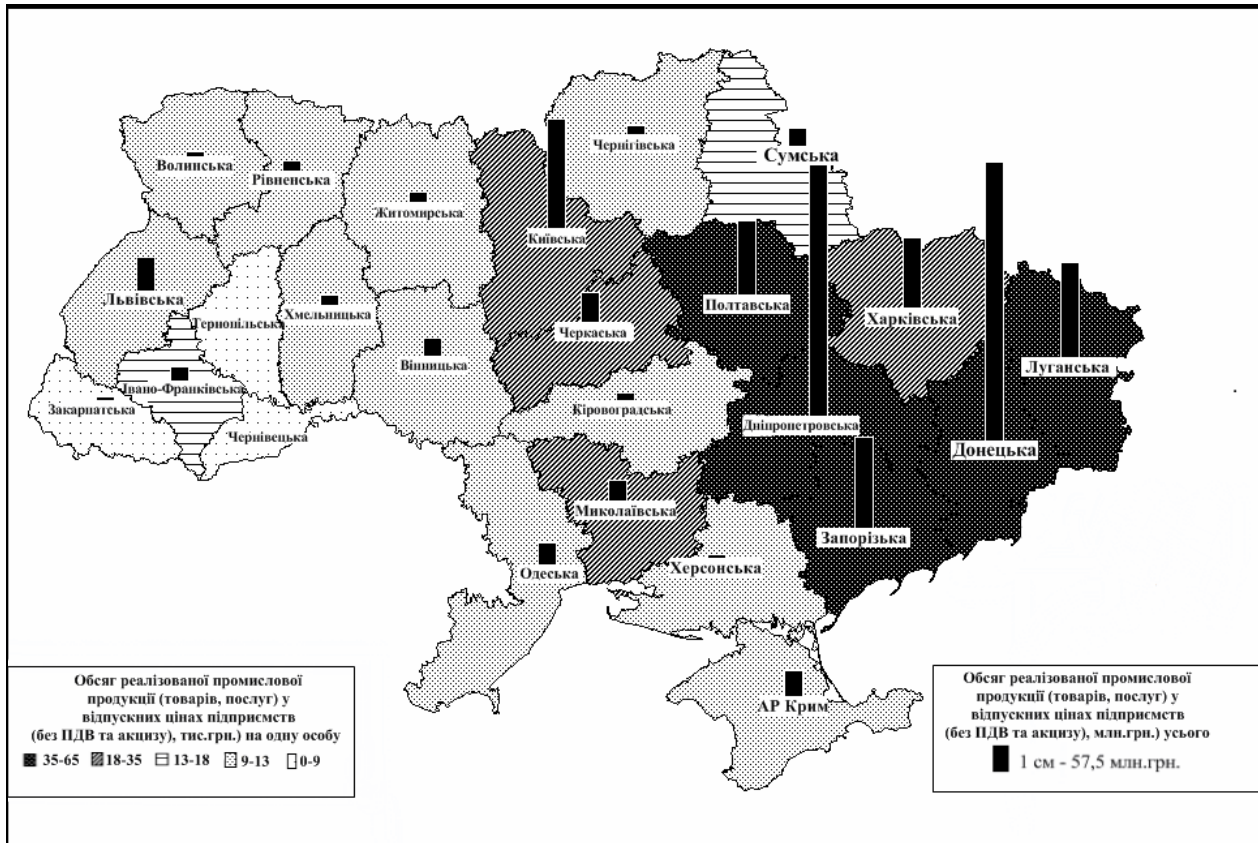 Чернігівська
Сумська
Волинська
Рівненська
Житомирська
Київська
Львівська
Тернопільська
Хмельницька
Черкаська
Полтавська
Харківська
Вінницька
Луганська
Івано-Франківська
Закарпатська
Кіровоградська
Чернівецька
Дніпропетровська
Донецька
Миколаївська
Запорізька
Одеська
Херсонська
АР Крим
Обсяг реалізованої промислової
продукції (товарів, послуг) у
відпускних цінах підприємств
(без ПДВ та акцизу), тис.грн.) на одну особу
35-65 18-35 13-18 9-13 0-9
Обсяг реалізованої промислової
продукції (товарів, послуг) у
відпускних цінах підприємств
(без ПДВ та акцизу), млн.грн.) усього
1 см - 57,5 млн.грн.